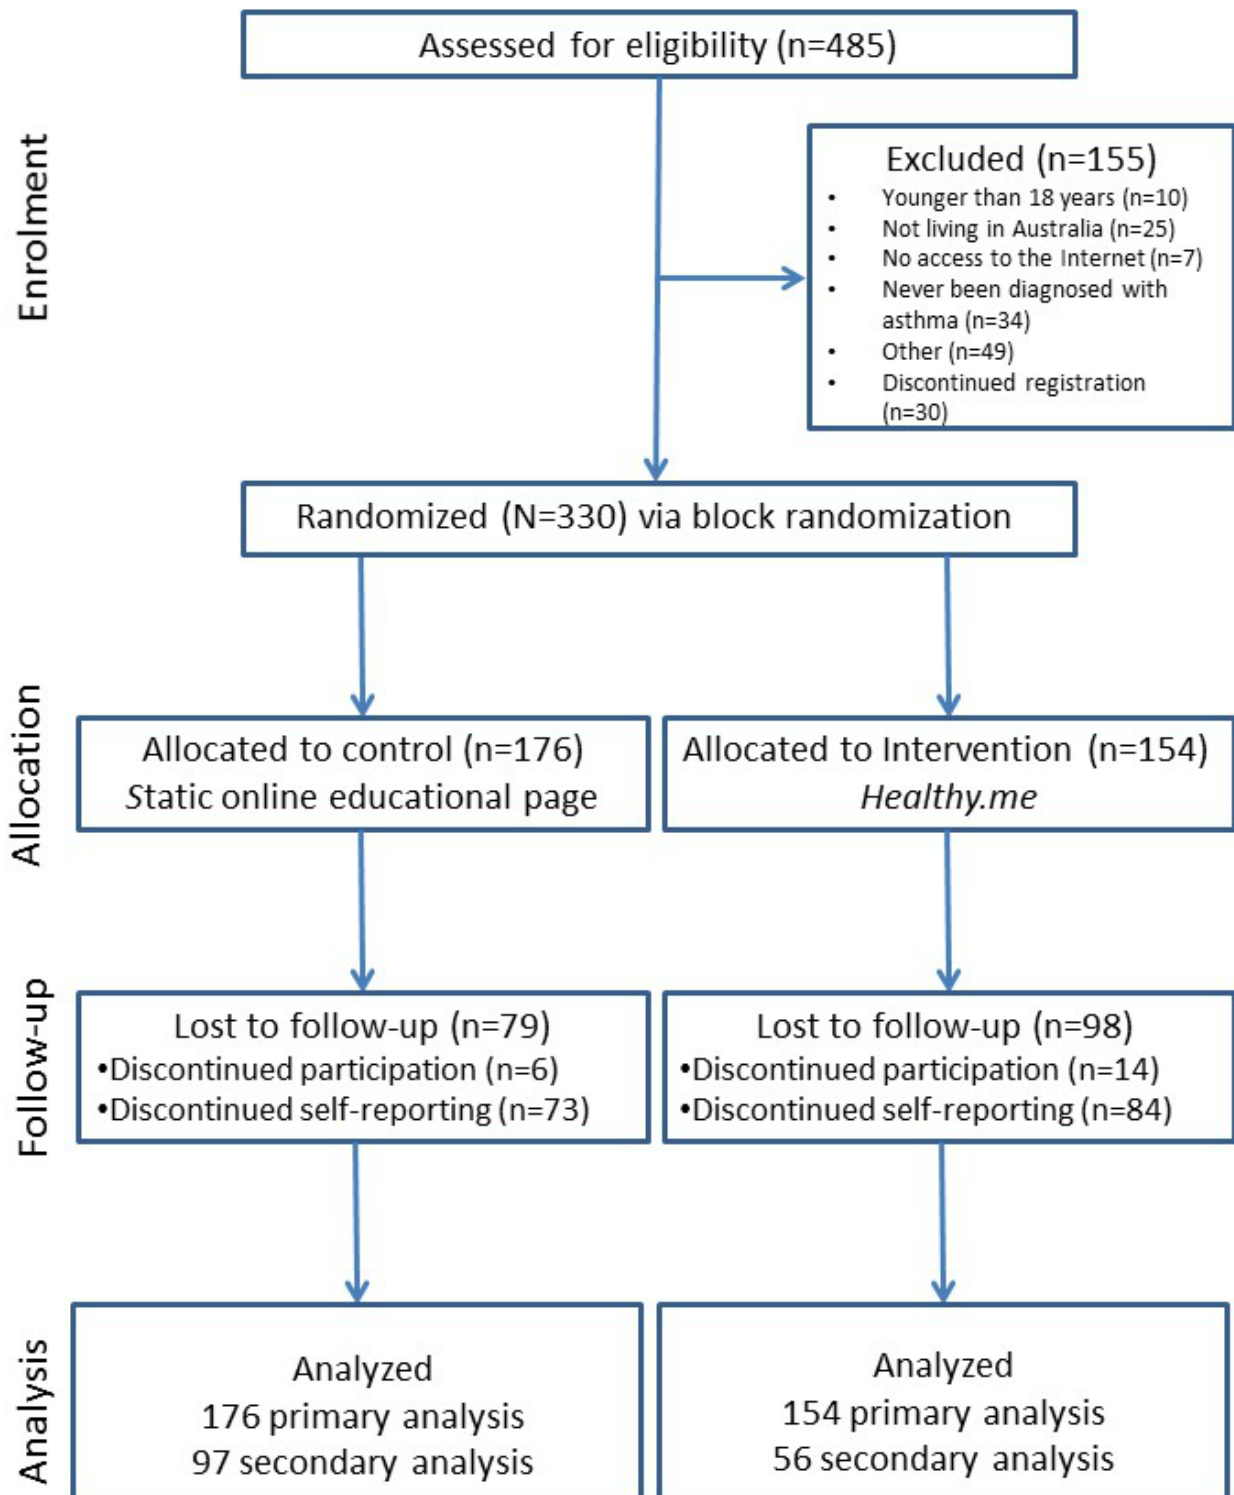 Assessed for eligibility (n=485)
Enrolment
Excluded (n=155)
• Younger than 18 years (n=10)
• Not living in Australia (n=25)
• No access to the Internet (n=7)
• Never been diagnosed with
asthma (n=34)
• Other (n=49)
• Discontinued registration
(n=30)
Randomized (N=330) via block randomization
Allocation
Allocated to control (n=176)
Static online educational page
Allocated to Intervention (n=154)
Healthy.me
Follow-up
Lost to follow-up (n=79)
•Discontinued participation (n=6)
•Discontinued self-reporting (n=73)
Lost to follow-up (n=98)
•Discontinued participation (n=14)
•Discontinued self-reporting (n=84)
Analysis
Analyzed
176 primary analysis
97 secondary analysis
Analyzed
154 primary analysis
56 secondary analysis